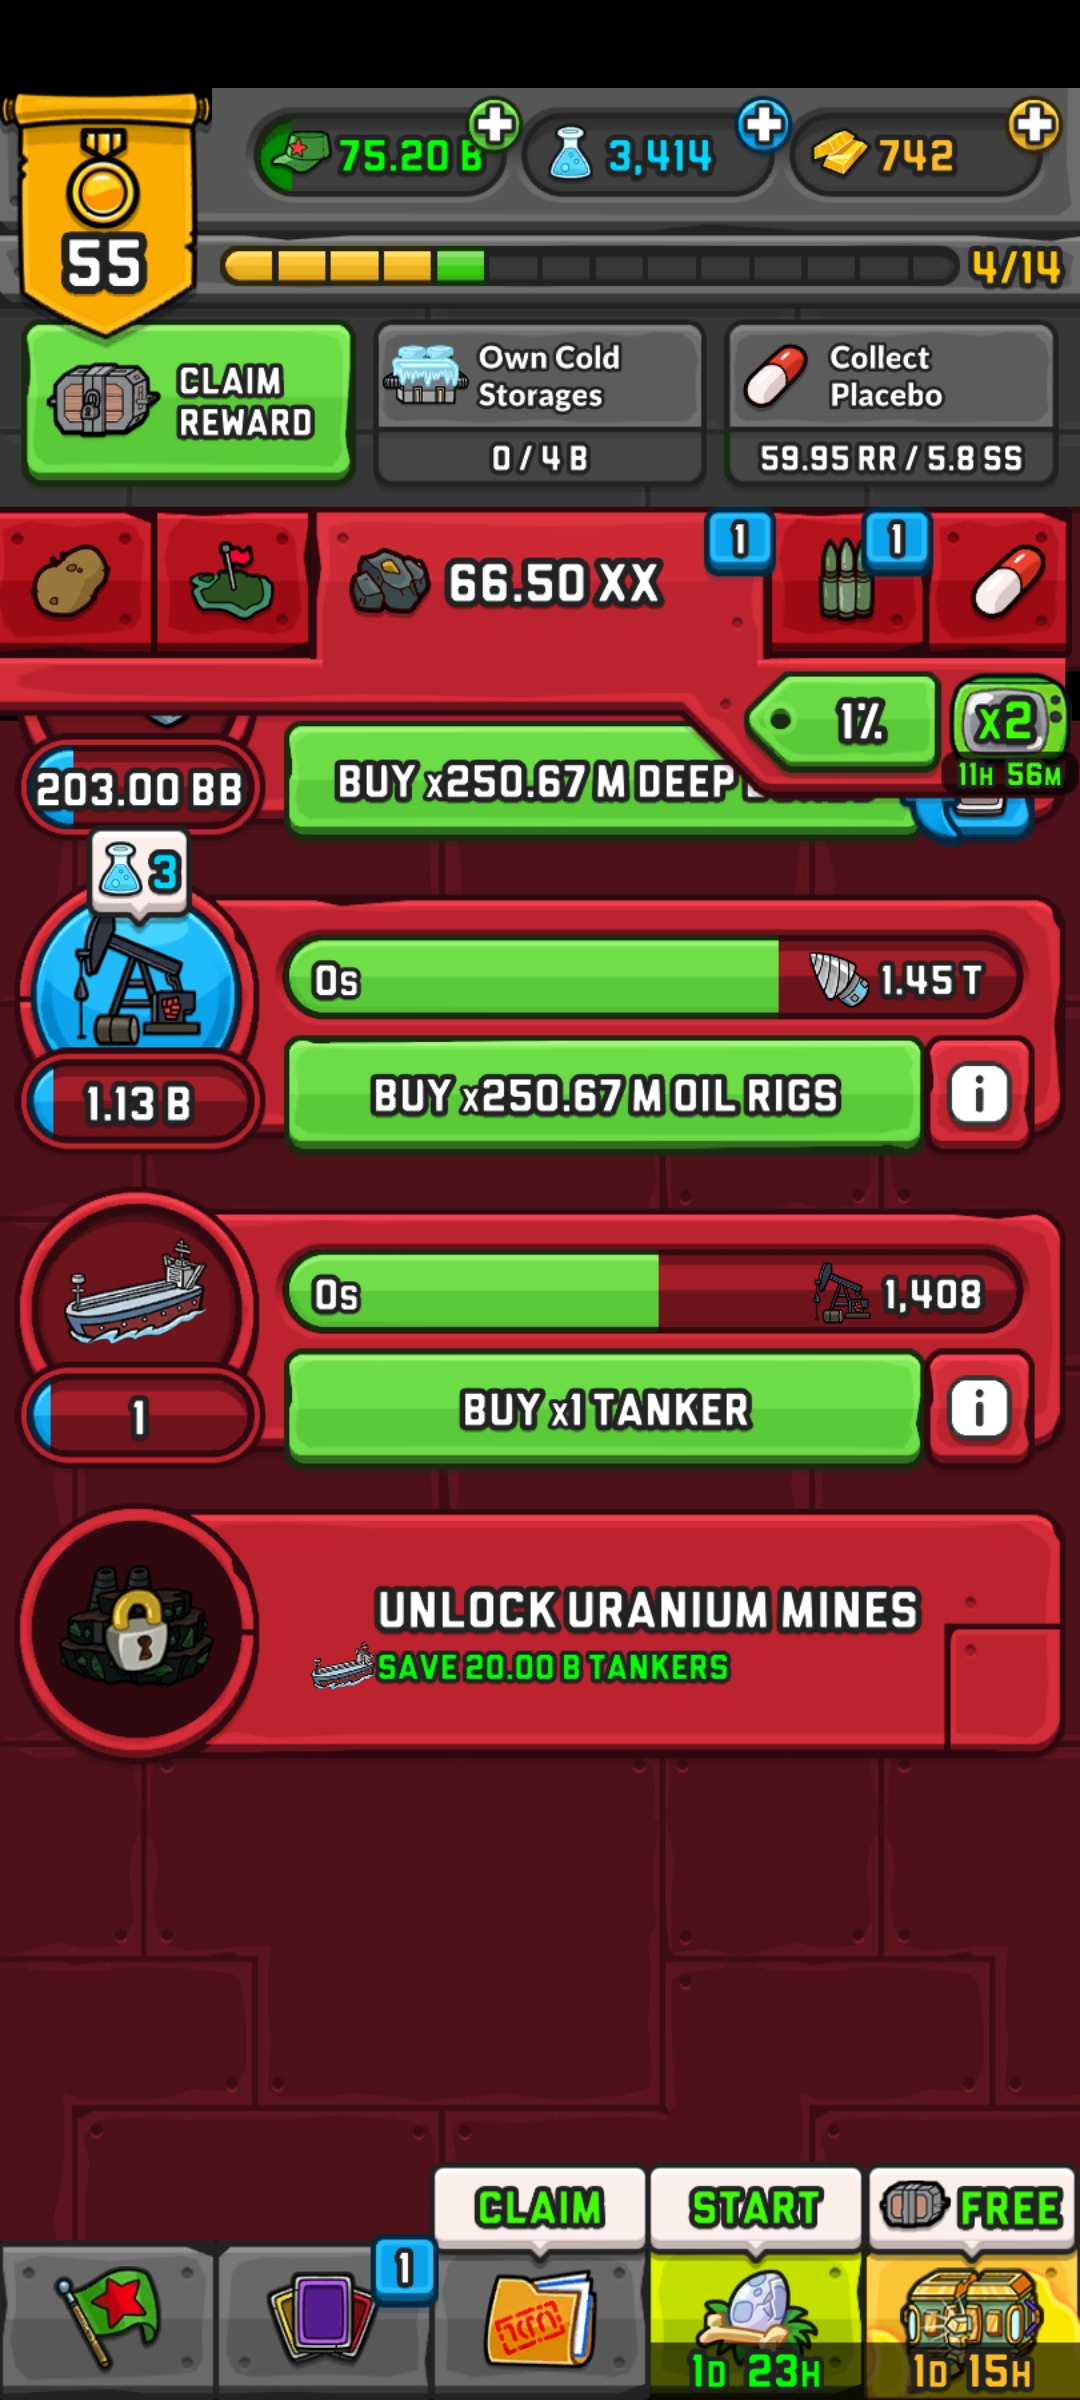 55
75.20 B
3,414
742
4/14
CLAIM
REWARD
Own Cold
Storages
0 / 4 B
Collect
Placebo
59.95 RR / 5.8 SS
66.50 XX
1
1
1%
x2
11H 56M
203.00 BB
BUY x250.67 M DEEP
3
0s
1.45 T
1.13 B
BUY x250.67 M OIL RIGS
i
0s
1,408
1
BUY x1 TANKER
i
UNLOCK URANIUM MINES
SAVE 20.00 B TANKERS
CLAIM
START
FREE
1
1D 23H
1D 15H